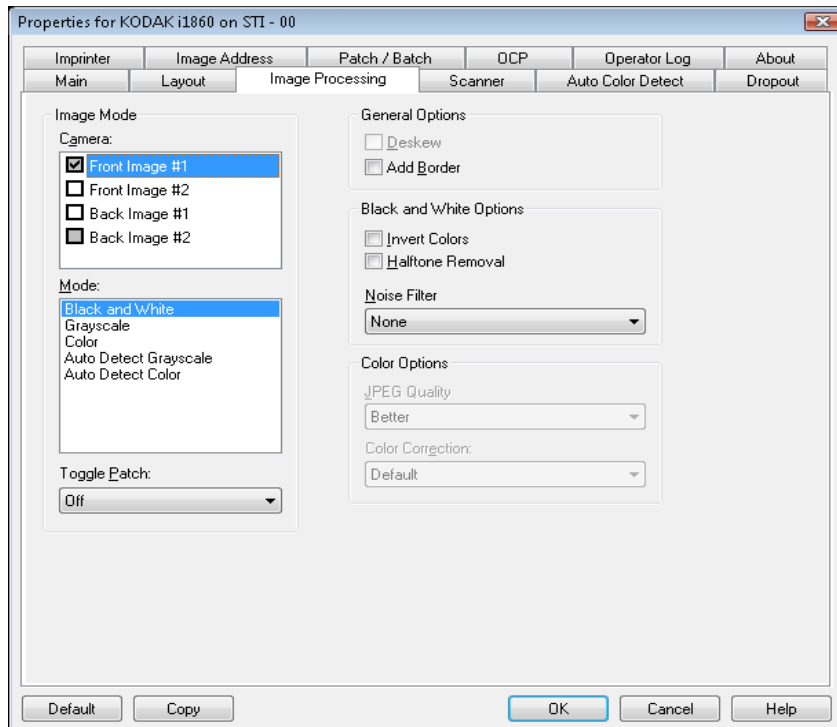 Properties for KODAK i1860 on STI - 00
Imprinter Image Address Patch / Batch OCP Operator Log About
Main Layout Image Processing Scanner Auto Color Detect Dropout
Image Mode
Camera:
Front Image #1
Front Image #2
Back Image #1
Back Image #2
Mode:
Black and White
Grayscale
Color
Auto Detect Grayscale
Auto Detect Color
Toggle Patch:
Off
General Options
Deskew
Add Border
Black and White Options
Invert Colors
Halftone Removal
Noise Filter
None
Color Options
JPEG Quality
Better
Color Correction:
Default
Default Copy OK Cancel Help